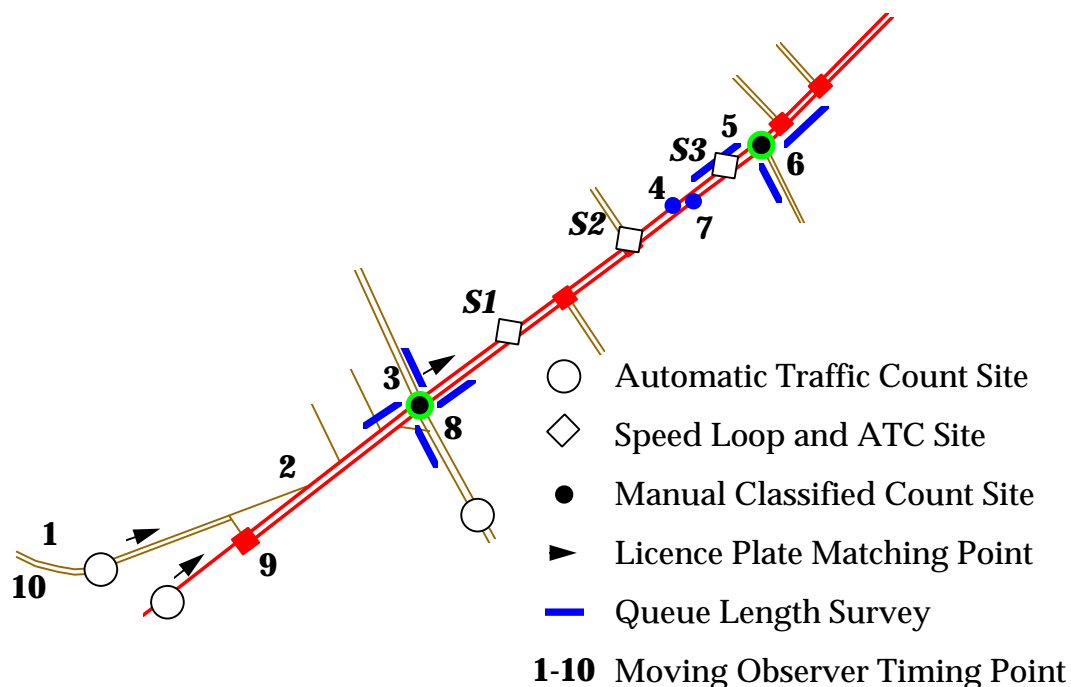 5
S3
6
4
7
S2
S1
3
8
2
1
9
10
Automatic Traffic Count Site
Speed Loop and ATC Site
Manual Classified Count Site
Licence Plate Matching Point
Queue Length Survey
1-10 Moving Observer Timing Point